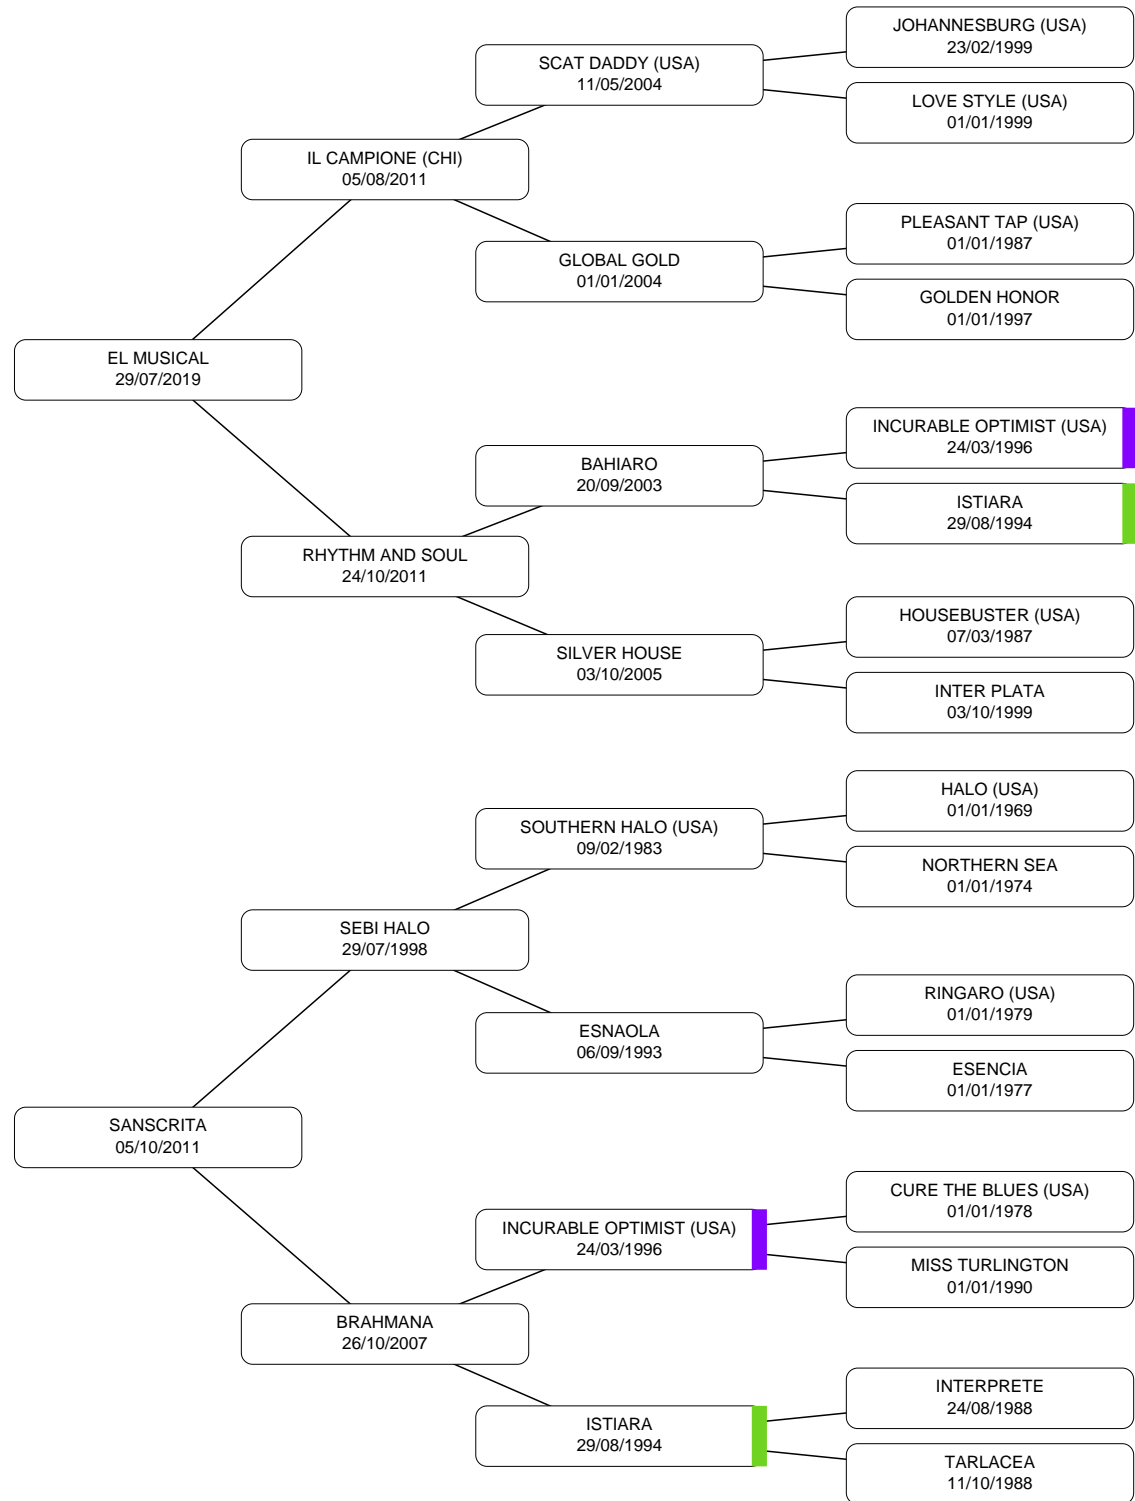 JOHANNESBURG (USA)
23/02/1999
SCAT DADDY (USA)
11/05/2004
LOVE STYLE (USA)
01/01/1999
IL CAMPIONE (CHI)
05/08/2011
PLEASANT TAP (USA)
01/01/1987
GLOBAL GOLD
01/01/2004
GOLDEN HONOR
01/01/1997
EL MUSICAL
29/07/2019
INCURABLE OPTIMIST (USA)
24/03/1996
BAHIARO
20/09/2003
ISTIARA
29/08/1994
RHYTHM AND SOUL
24/10/2011
HOUSEBUSTER (USA)
07/03/1987
SILVER HOUSE
03/10/2005
INTER PLATA
03/10/1999
HALO (USA)
01/01/1969
SOUTHERN HALO (USA)
09/02/1983
NORTHERN SEA
01/01/1974
SEBI HALO
29/07/1998
RINGARO (USA)
01/01/1979
ESNAOLA
06/09/1993
ESENCIA
01/01/1977
SANSCRITA
05/10/2011
CURE THE BLUES (USA)
01/01/1978
INCURABLE OPTIMIST (USA)
24/03/1996
MISS TURLINGTON
01/01/1990
BRAHMANA
26/10/2007
INTERPRETE
24/08/1988
ISTIARA
29/08/1994
TARLACEA
11/10/1988